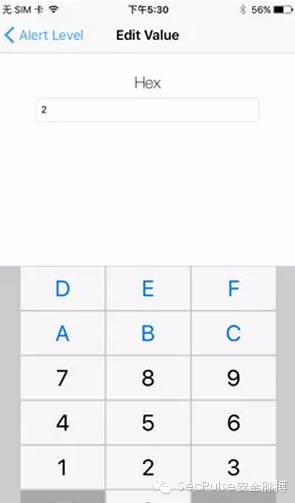 无 SIM 卡 下午5:30 56%
Alert Level Edit Value
Hex
2
D E F
A B C
7 8 9
4 5 6
1 2 3
SecPulse安全脉搏